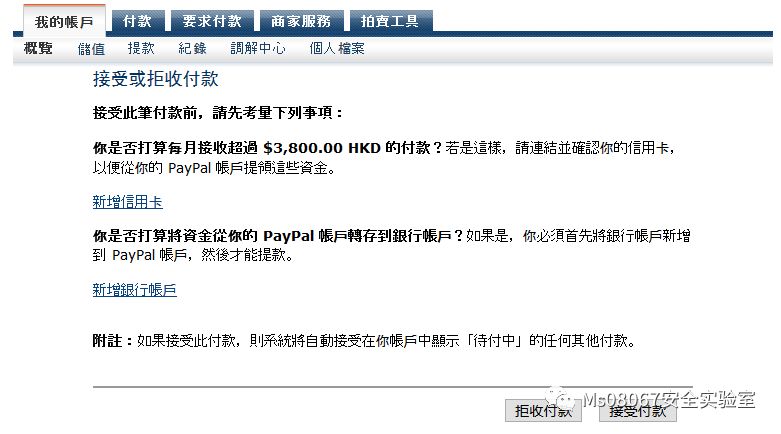 我的帳戶 付款 要求付款 商家服務 拍賣工具
概覽 儲值 提款 紀錄 調解中心 個人檔案
接受或拒收付款
接受此筆付款前，請先考量下列事項：
你是否打算每月接收超過 $3,800.00 HKD 的付款？若是這樣，請連結並確認你的信用卡，
以便從你的 PayPal 帳戶提領這些資金。
新增信用卡
你是否打算將資金從你的 PayPal 帳戶轉存到銀行帳戶？如果是，你必須首先將銀行帳戶新增
到 PayPal 帳戶，然後才能提款。
新增銀行帳戶
附註：如果接受此付款，則系統將自動接受在你帳戶中顯示「待付中」的任何其他付款。
Ms08067安全实验室
拒收付款 接受付款